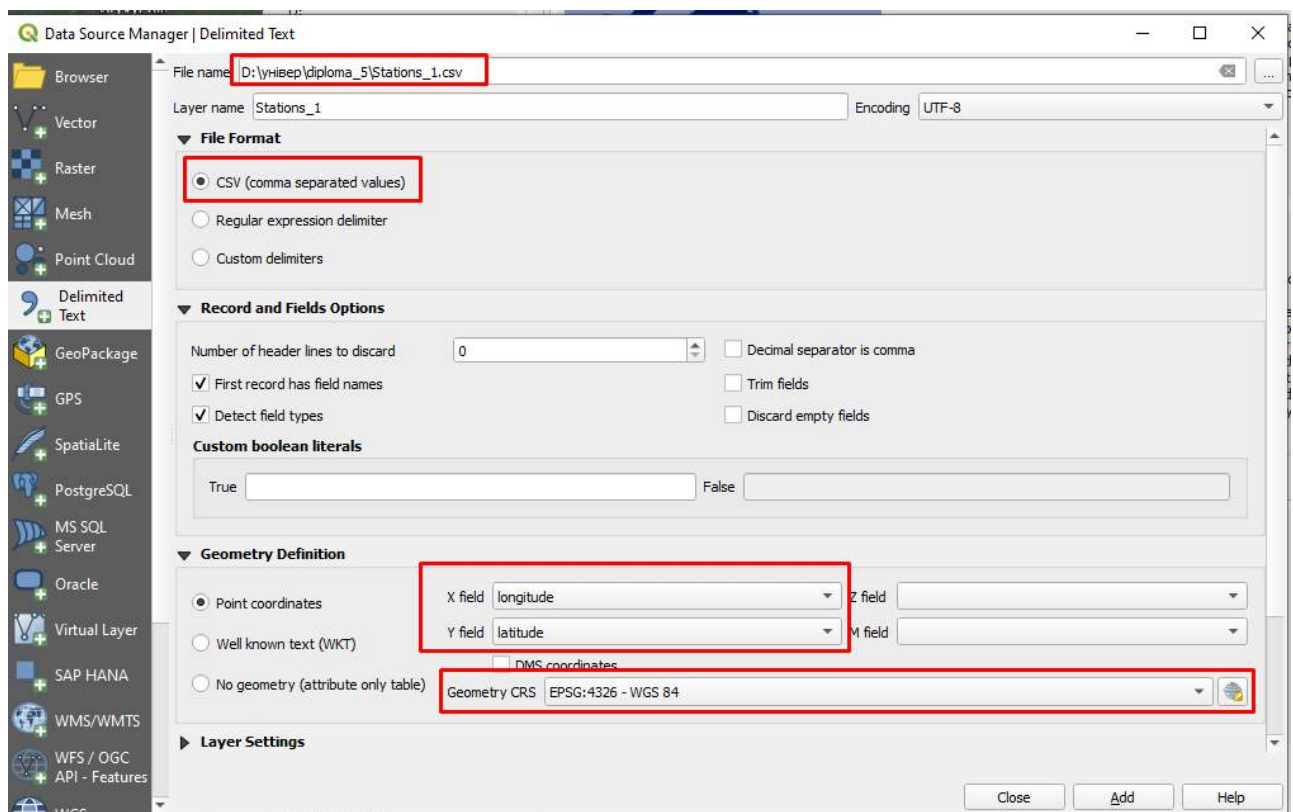 Data Source Manager | Delimited Text
Browser
Vector
Raster
Mesh
Point Cloud
Delimited
Text
GeoPackage
GPS
SpatiaLite
PostgreSQL
MS SQL
Server
Oracle
Virtual Layer
SAP HANA
WMS/WMTS
WFS / OGC
API - Features
File name D:\універ\diploma_5\Stations_1.csv ...
Layer name Stations_1 Encoding UTF-8
File Format
CSV (comma separated values)
Regular expression delimiter
Custom delimiters
Record and Fields Options
Number of header lines to discard 0 Decimal separator is comma
First record has field names Trim fields
Detect field types Discard empty fields
Custom boolean literals
True False
Geometry Definition
Point coordinates X field longitude Z field
Well known text (WKT) Y field latitude M field
DMS coordinates
No geometry (attribute only table) Geometry CRS EPSG:4326 - WGS 84
Layer Settings
Close Add Help